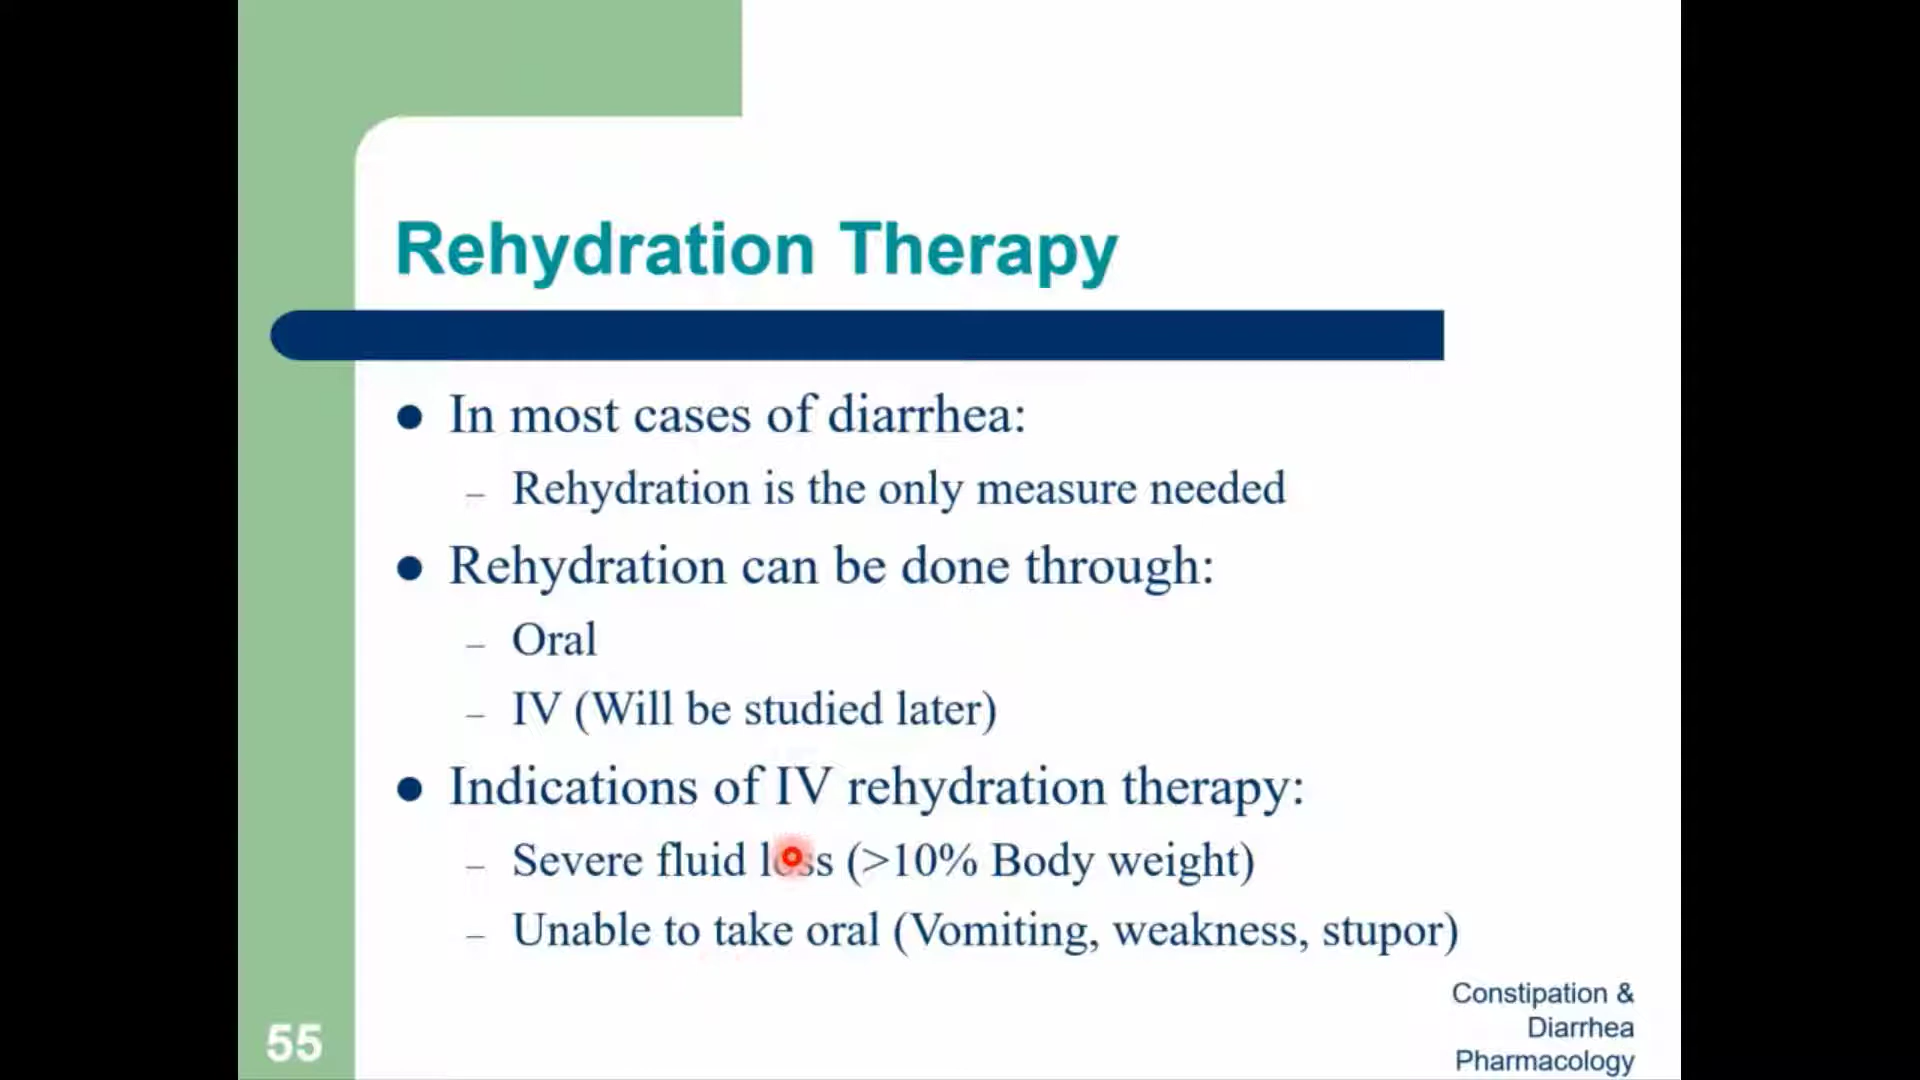 Rehydration Therapy
● In most cases of diarrhea:
– Rehydration is the only measure needed
● Rehydration can be done through:
– Oral
– IV (Will be studied later)
● Indications of IV rehydration therapy:
– Severe fluid loss (>10% Body weight)
– Unable to take oral (Vomiting, weakness, stupor)
55
Constipation &
Diarrhea
Pharmacology